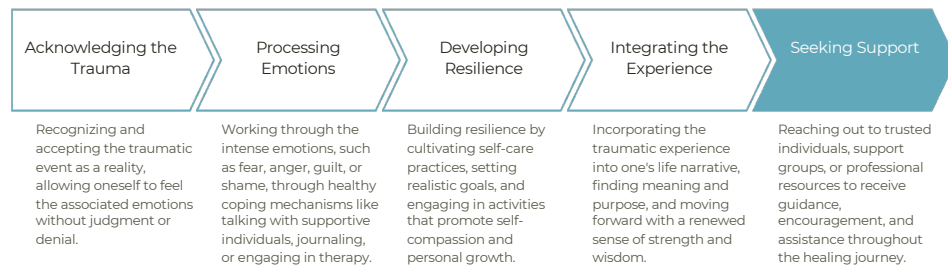 Acknowledging the
Trauma
Processing
Emotions
Developing
Resilience
Integrating the
Experience
Seeking Support
Recognizing and
accepting the traumatic
event as a reality,
allowing oneself to feel
the associated emotions
without judgment or
denial.
Working through the
intense emotions, such
as fear, anger, guilt, or
shame, through healthy
coping mechanisms like
talking with supportive
individuals, journaling,
or engaging in therapy.
Building resilience by
cultivating self-care
practices, setting
realistic goals, and
engaging in activities
that promote self-
compassion and
personal growth.
Incorporating the
traumatic experience
into one's life narrative,
finding meaning and
purpose, and moving
forward with a renewed
sense of strength and
wisdom.
Reaching out to trusted
individuals, support
groups, or professional
resources to receive
guidance,
encouragement, and
assistance throughout
the healing journey.